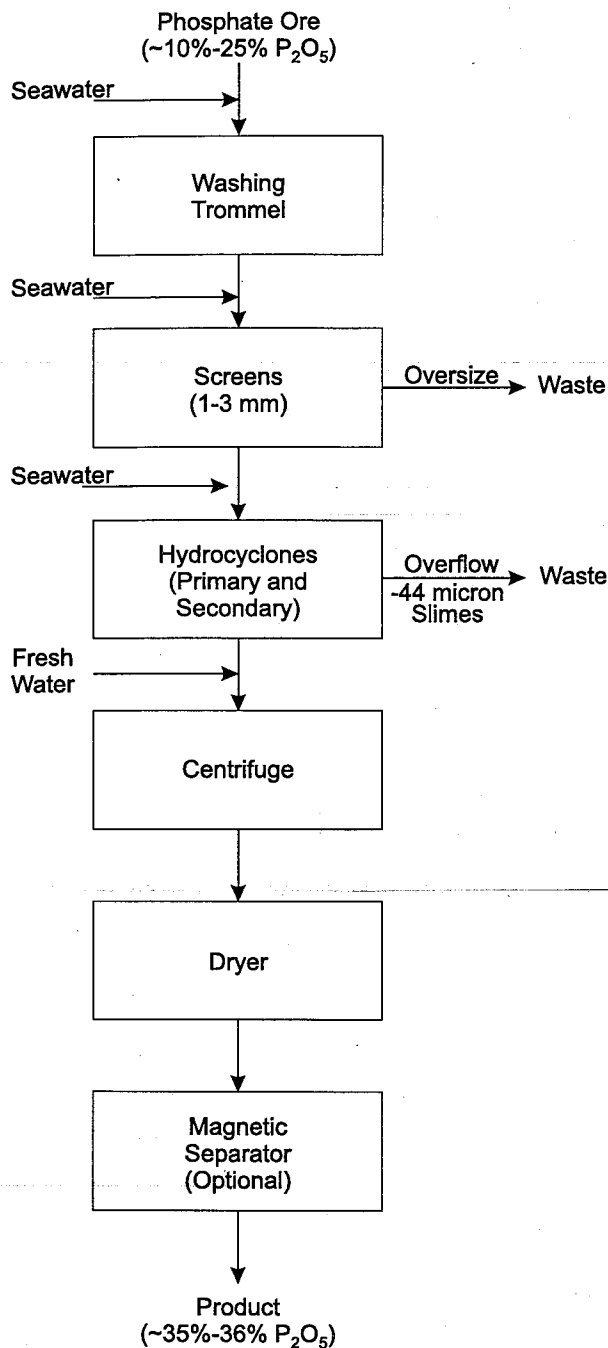 Phosphate Ore
(~10%-25% P₂O₅)
Seawater
Washing
Trommel
Seawater
Screens
(1-3 mm)
Oversize
Waste
Seawater
Hydrocyclones
(Primary and
Secondary)
Overflow
-44 micron
Slimes
Waste
Fresh
Water
Centrifuge
Dryer
Magnetic
Separator
(Optional)
Product
(~35%-36% P₂O₅)